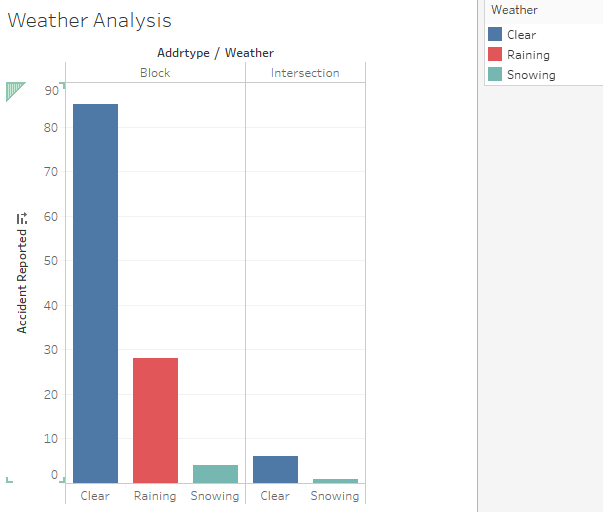 Weather Analysis
Addrtype / Weather
Block
Intersection
90
80
70
60
50
40
30
20
10
0
Accident Reported
Clear
Raining
Snowing
Clear
Snowing
Weather
Clear
Raining
Snowing